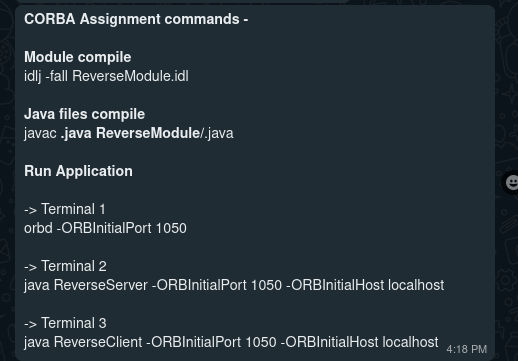 CORBA Assignment commands -
Module compile
idlj -fall ReverseModule.idl
Java files compile
javac .java ReverseModule/.java
Run Application
-> Terminal 1
orbd -ORBInitialPort 1050
-> Terminal 2
java ReverseServer -ORBInitialPort 1050 -ORBInitialHost localhost
-> Terminal 3
java ReverseClient -ORBInitialPort 1050 -ORBInitialHost localhost
4:18 PM